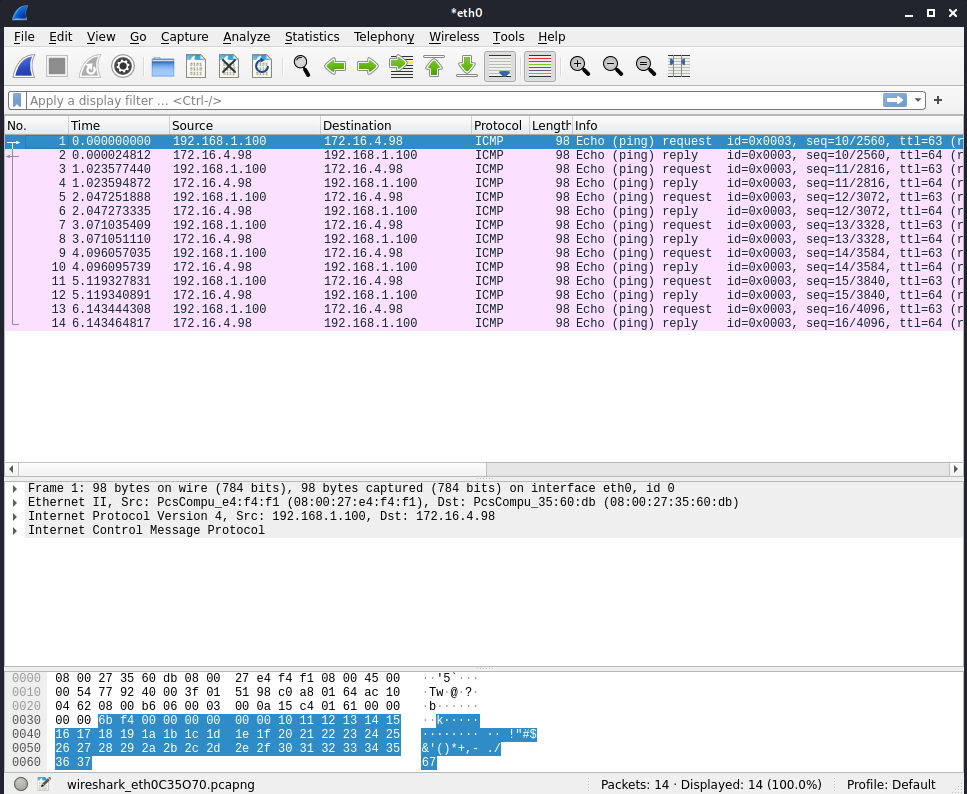 *eth0
File Edit View Go Capture Analyze Statistics Telephony Wireless Tools Help
Apply a display filter … <Ctrl-/>
No. Time Source Destination Protocol Length Info
1 0.000000000 192.168.1.100 172.16.4.98 ICMP 98 Echo (ping) request id=0x0003, seq=10/2560, ttl=63 (r
2 0.000024812 172.16.4.98 192.168.1.100 ICMP 98 Echo (ping) reply id=0x0003, seq=10/2560, ttl=64 (r
3 1.023577440 192.168.1.100 172.16.4.98 ICMP 98 Echo (ping) request id=0x0003, seq=11/2816, ttl=63 (r
4 1.023594872 172.16.4.98 192.168.1.100 ICMP 98 Echo (ping) reply id=0x0003, seq=11/2816, ttl=64 (r
5 2.047251888 192.168.1.100 172.16.4.98 ICMP 98 Echo (ping) request id=0x0003, seq=12/3072, ttl=63 (r
6 2.047273335 172.16.4.98 192.168.1.100 ICMP 98 Echo (ping) reply id=0x0003, seq=12/3072, ttl=64 (r
7 3.071035409 192.168.1.100 172.16.4.98 ICMP 98 Echo (ping) request id=0x0003, seq=13/3328, ttl=63 (r
8 3.071051110 172.16.4.98 192.168.1.100 ICMP 98 Echo (ping) reply id=0x0003, seq=13/3328, ttl=64 (r
9 4.096057035 192.168.1.100 172.16.4.98 ICMP 98 Echo (ping) request id=0x0003, seq=14/3584, ttl=63 (r
10 4.096095739 172.16.4.98 192.168.1.100 ICMP 98 Echo (ping) reply id=0x0003, seq=14/3584, ttl=64 (r
11 5.119327831 192.168.1.100 172.16.4.98 ICMP 98 Echo (ping) request id=0x0003, seq=15/3840, ttl=63 (r
12 5.119340891 172.16.4.98 192.168.1.100 ICMP 98 Echo (ping) reply id=0x0003, seq=15/3840, ttl=64 (r
13 6.143444308 192.168.1.100 172.16.4.98 ICMP 98 Echo (ping) request id=0x0003, seq=16/4096, ttl=63 (r
14 6.143464817 172.16.4.98 192.168.1.100 ICMP 98 Echo (ping) reply id=0x0003, seq=16/4096, ttl=64 (r
Frame 1: 98 bytes on wire (784 bits), 98 bytes captured (784 bits) on interface eth0, id 0
Ethernet II, Src: PcsCompu_e4:f4:f1 (08:00:27:e4:f4:f1), Dst: PcsCompu_35:60:db (08:00:27:35:60:db)
Internet Protocol Version 4, Src: 192.168.1.100, Dst: 172.16.4.98
Internet Control Message Protocol
0000 08 00 27 35 60 db 08 00 27 e4 f4 f1 08 00 45 00 ··'5`··· '·····E·
0010 00 54 77 92 40 00 3f 01 51 98 c0 a8 01 64 ac 10 ·Tw·@·?·
0020 04 62 08 00 b6 06 00 03 00 0a 15 c4 01 61 00 00 ·b······
0030 00 00 6b f4 00 00 00 00 00 00 10 11 12 13 14 15 ··k·····
0040 16 17 18 19 1a 1b 1c 1d 1e 1f 20 21 22 23 24 25 ········ ·· !"#$
0050 26 27 28 29 2a 2b 2c 2d 2e 2f 30 31 32 33 34 35 &'()*+,- ./
0060 36 37 67
wireshark_eth0C35O70.pcapng Packets: 14 · Displayed: 14 (100.0%) Profile: Default